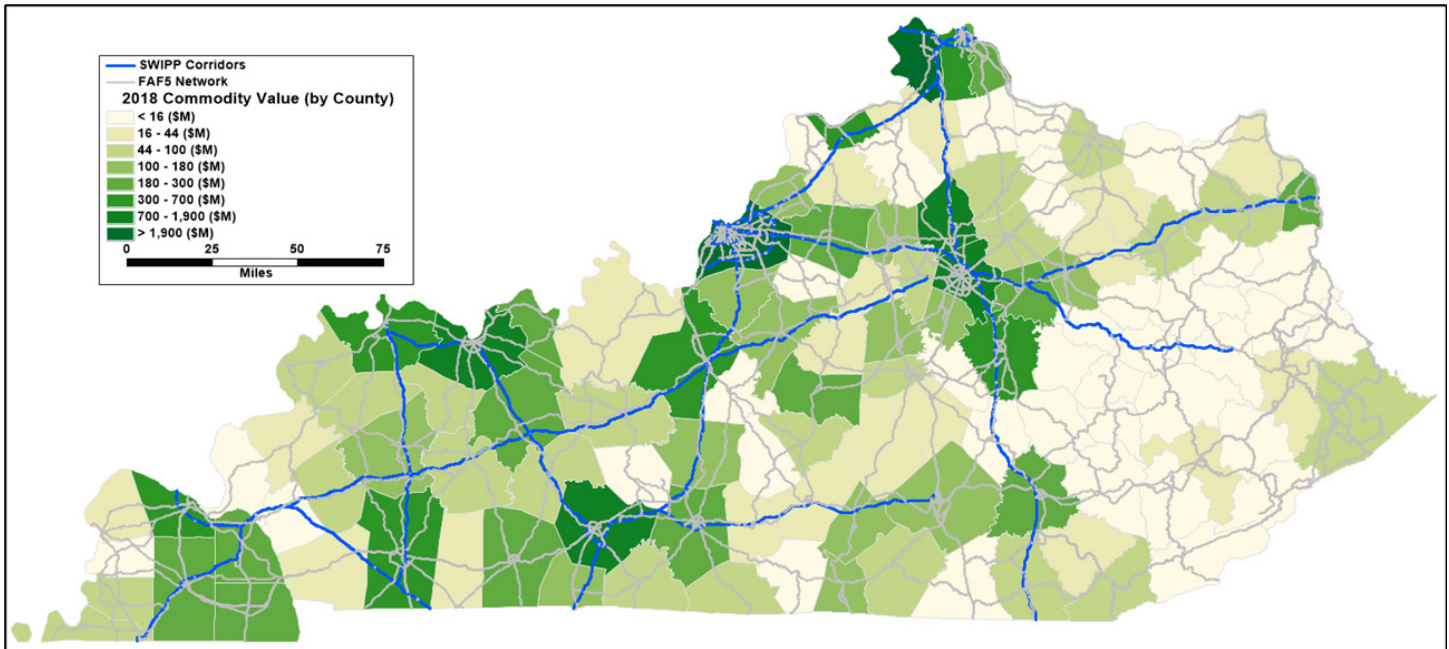 SWIPP Corridors
FAF5 Network
2018 Commodity Value (by County)
< 16 ($M)
16 - 44 ($M)
44 - 100 ($M)
100 - 180 ($M)
180 - 300 ($M)
300 - 700 ($M)
700 - 1,900 ($M)
> 1,900 ($M)
0 25 50 75
Miles